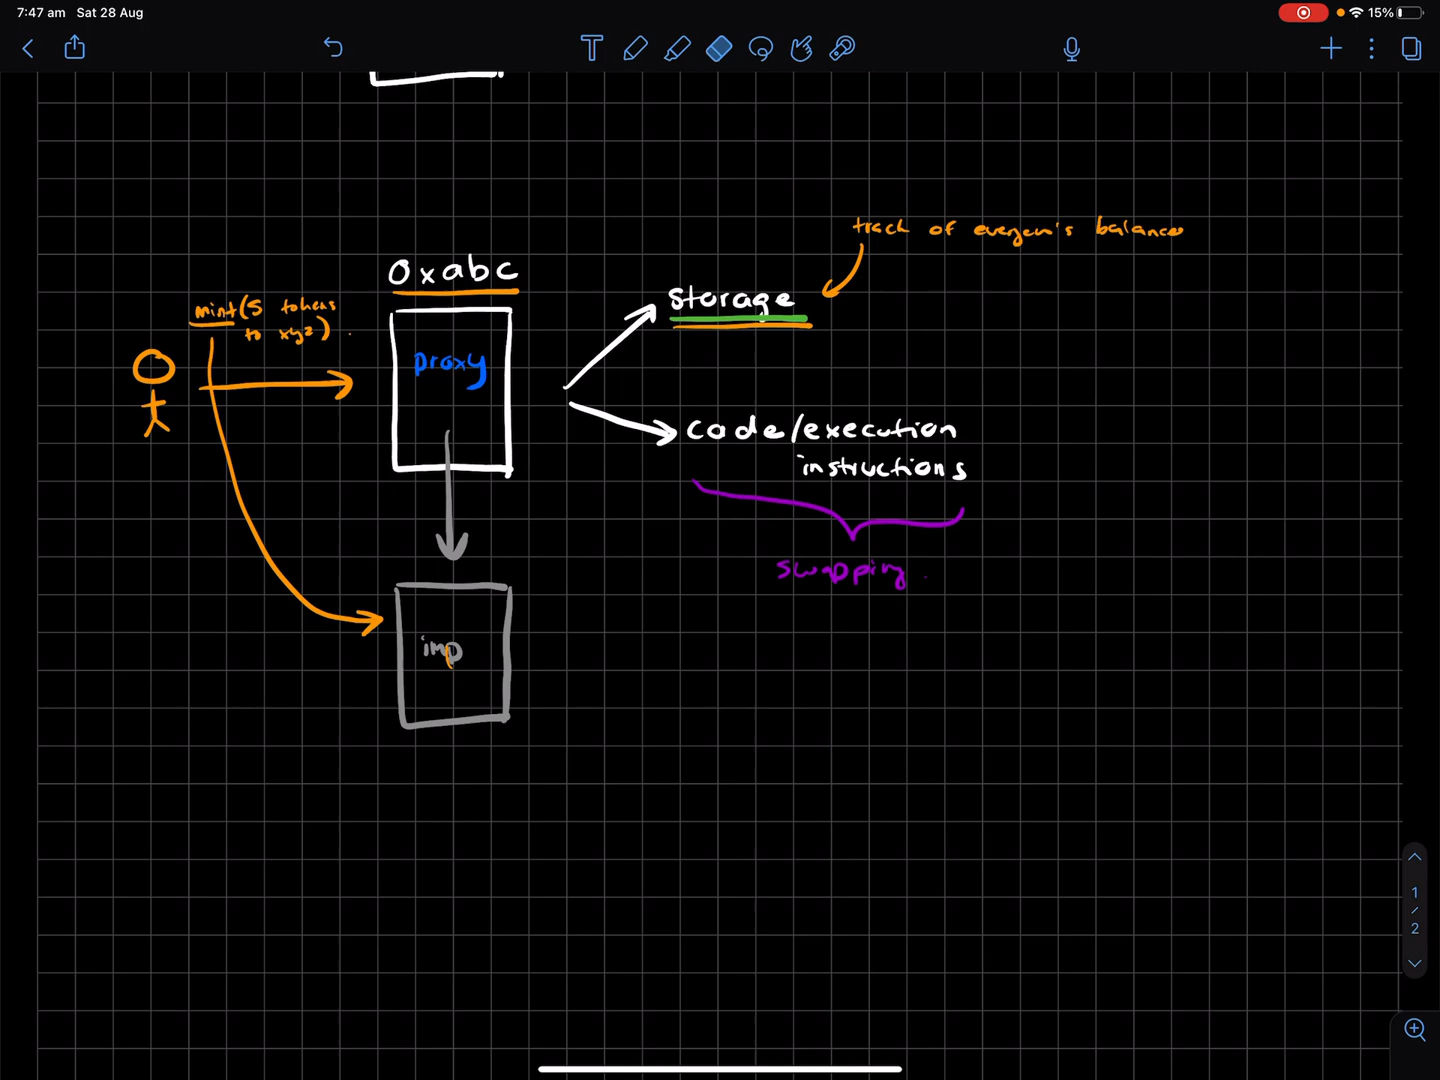 7:47 am Sat 28 Aug
15%
track of everyone's balances
0xabc
storage
mint(5 tokens
to xyz)
proxy
code/execution
instructions
swapping
imp
1
/
2